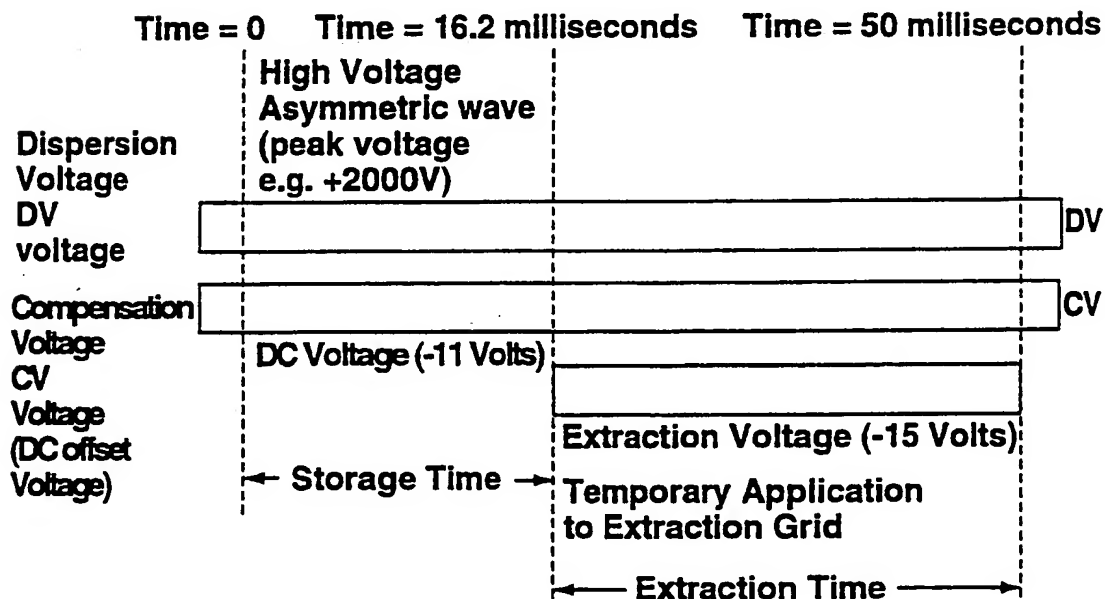 Time = 0
Time = 16.2 milliseconds
Time = 50 milliseconds
High Voltage
Asymmetric wave
(peak voltage
e.g. +2000V)
Dispersion
Voltage
DV
voltage
DV
Compensation
Voltage
CV
Voltage
(DC offset
Voltage)
CV
DC Voltage (-11 Volts)
Extraction Voltage (-15 Volts)
Storage Time
Temporary Application
to Extraction Grid
Extraction Time